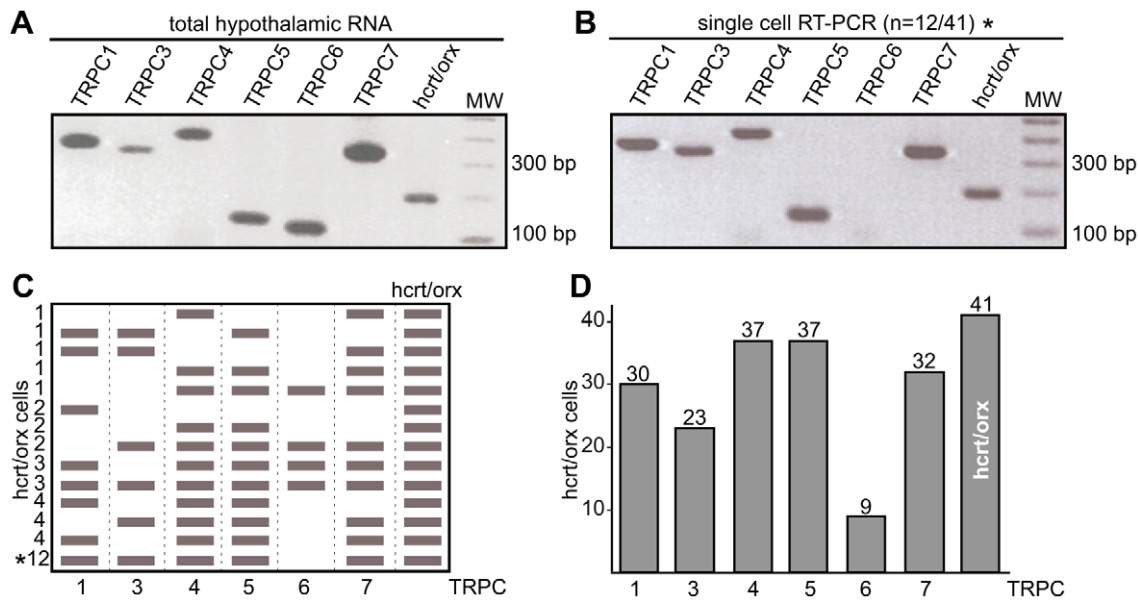 A total hypothalamic RNA
TRPC1 TRPC3 TRPC4 TRPC5 TRPC6 TRPC7 hcrt/orx MW
300 bp
100 bp
B single cell RT-PCR (n=12/41) *
TRPC1 TRPC3 TRPC4 TRPC5 TRPC6 TRPC7 hcrt/orx MW
300 bp
100 bp
C hcrt/orx
hcrt/orx cells
1
1
1
1
1
2
2
2
3
3
4
4
4
*12
1 3 4 5 6 7 TRPC
D
hcrt/orx cells
40
30
20
10
30 23 37 37 9 32 41
hcrt/orx
1 3 4 5 6 7 TRPC